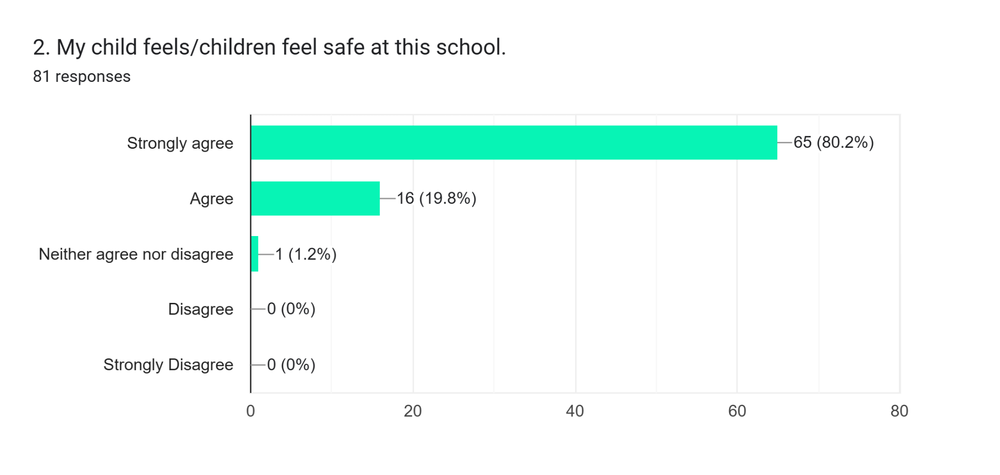 2. My child feels/children feel safe at this school.
81 responses
Strongly agree
65 (80.2%)
Agree
16 (19.8%)
Neither agree nor disagree
1 (1.2%)
Disagree
0 (0%)
Strongly Disagree
0 (0%)
0 20 40 60 80